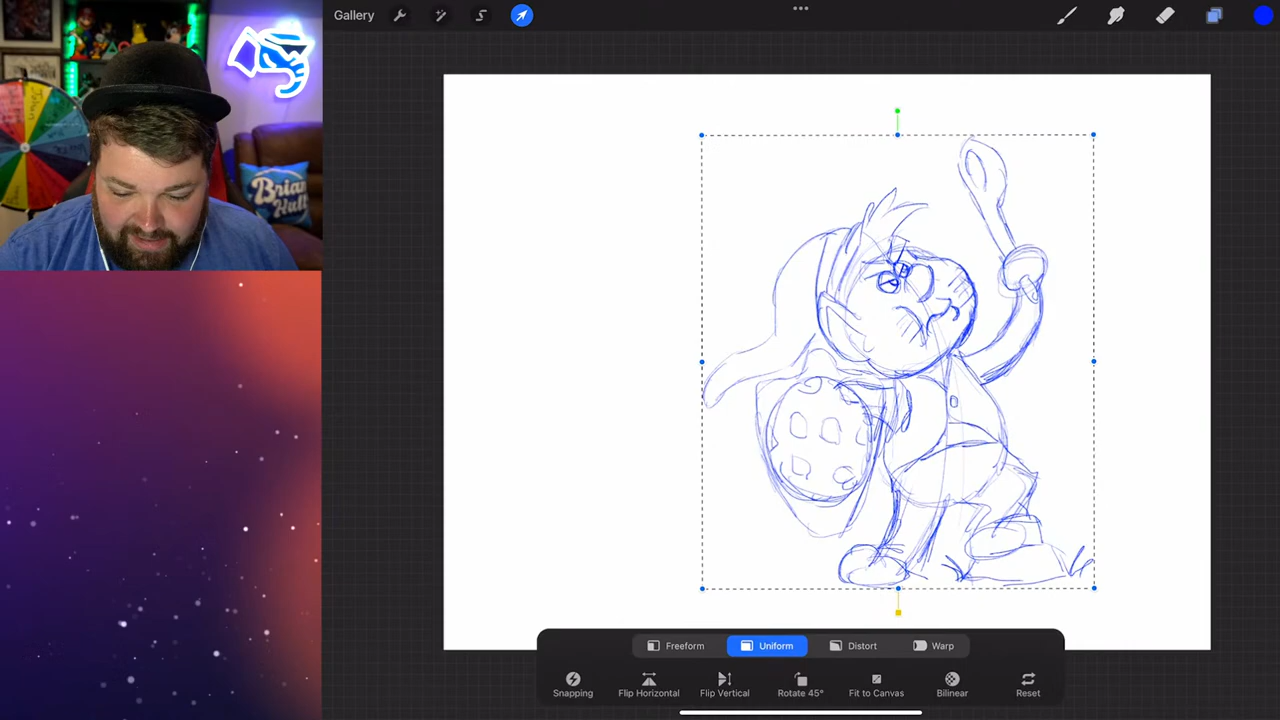 Gallery
Brian
Hull
Freeform
Uniform
Distort
Warp
Snapping
Flip Horizontal
Flip Vertical
Rotate 45°
Fit to Canvas
Bilinear
Reset